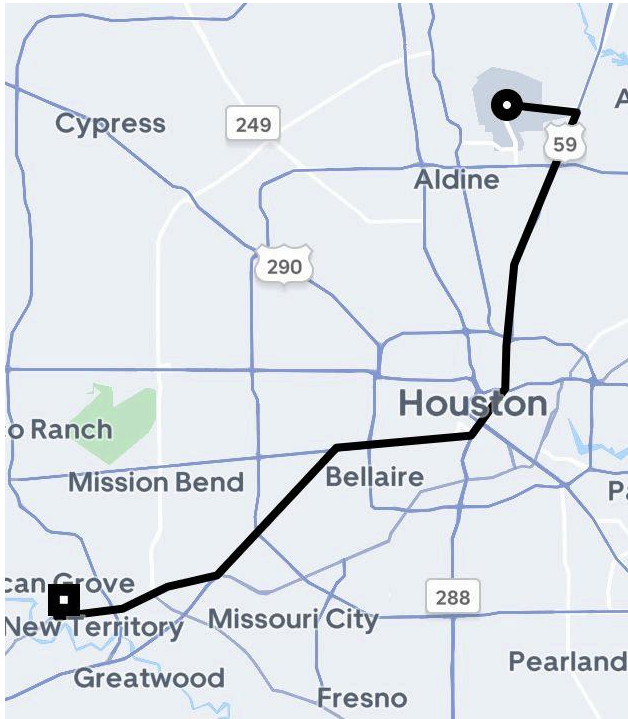 Cypress
249
59
A
Aldine
290
Houston
o Ranch
Mission Bend
Bellaire
Pa
can Grove
288
New Territory
Missouri City
Greatwood
Pearland
Fresno